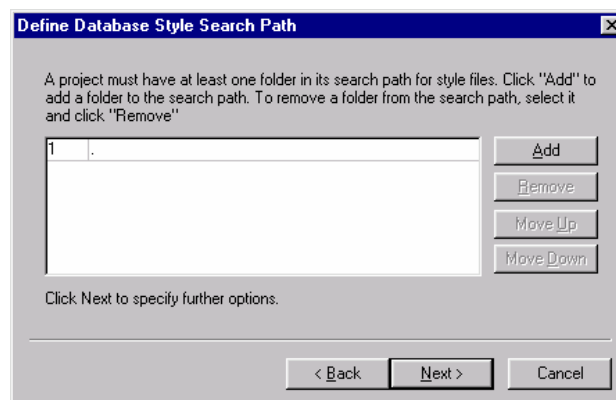 Define Database Style Search Path
A project must have at least one folder in its search path for style files. Click "Add" to
add a folder to the search path. To remove a folder from the search path, select it
and click "Remove"
1 .
Add
Remove
Move Up
Move Down
Click Next to specify further options.
< Back Next > Cancel